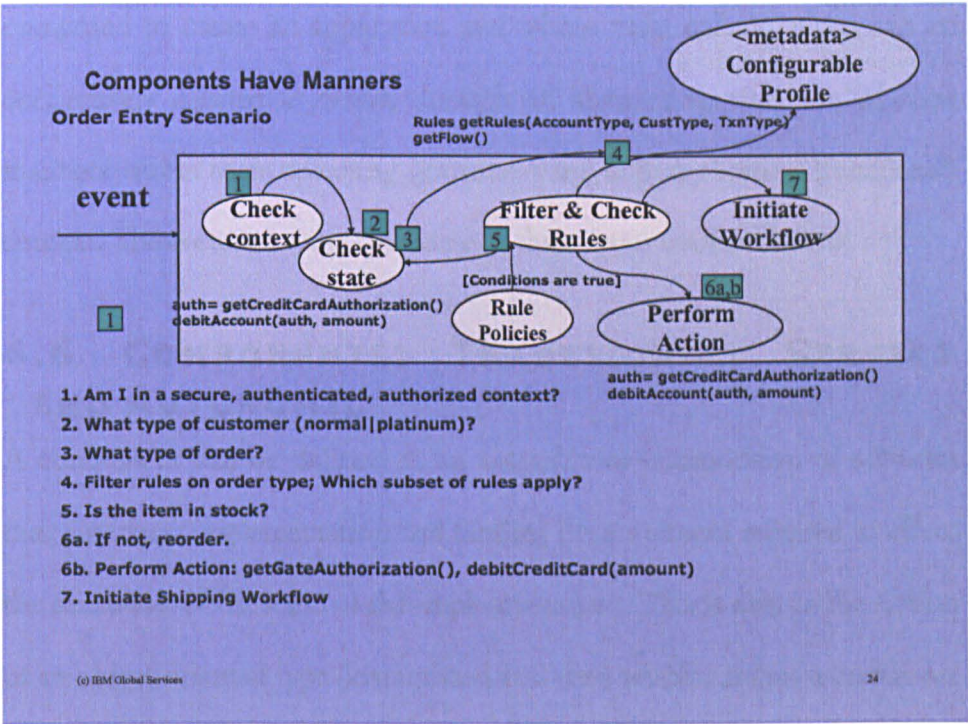 <metadata>
Configurable
Profile
Components Have Manners
Order Entry Scenario
Rules getRules(AccountType, CustType, TxnType)
getFlow()
4
event
1
Check
context
2
3
Check
state
5
Filter & Check
Rules
7
Initiate
Workflow
[Conditions are true]
6a,b
Rule
Policies
Perform
Action
1
auth= getCreditCardAuthorization()
debitAccount(auth, amount)
auth= getCreditCardAuthorization()
debitAccount(auth, amount)
1. Am I in a secure, authenticated, authorized context?
2. What type of customer (normal|platinum)?
3. What type of order?
4. Filter rules on order type; Which subset of rules apply?
5. Is the item in stock?
6a. If not, reorder.
6b. Perform Action: getGateAuthorization(), debitCreditCard(amount)
7. Initiate Shipping Workflow
(c) IBM Global Services
24